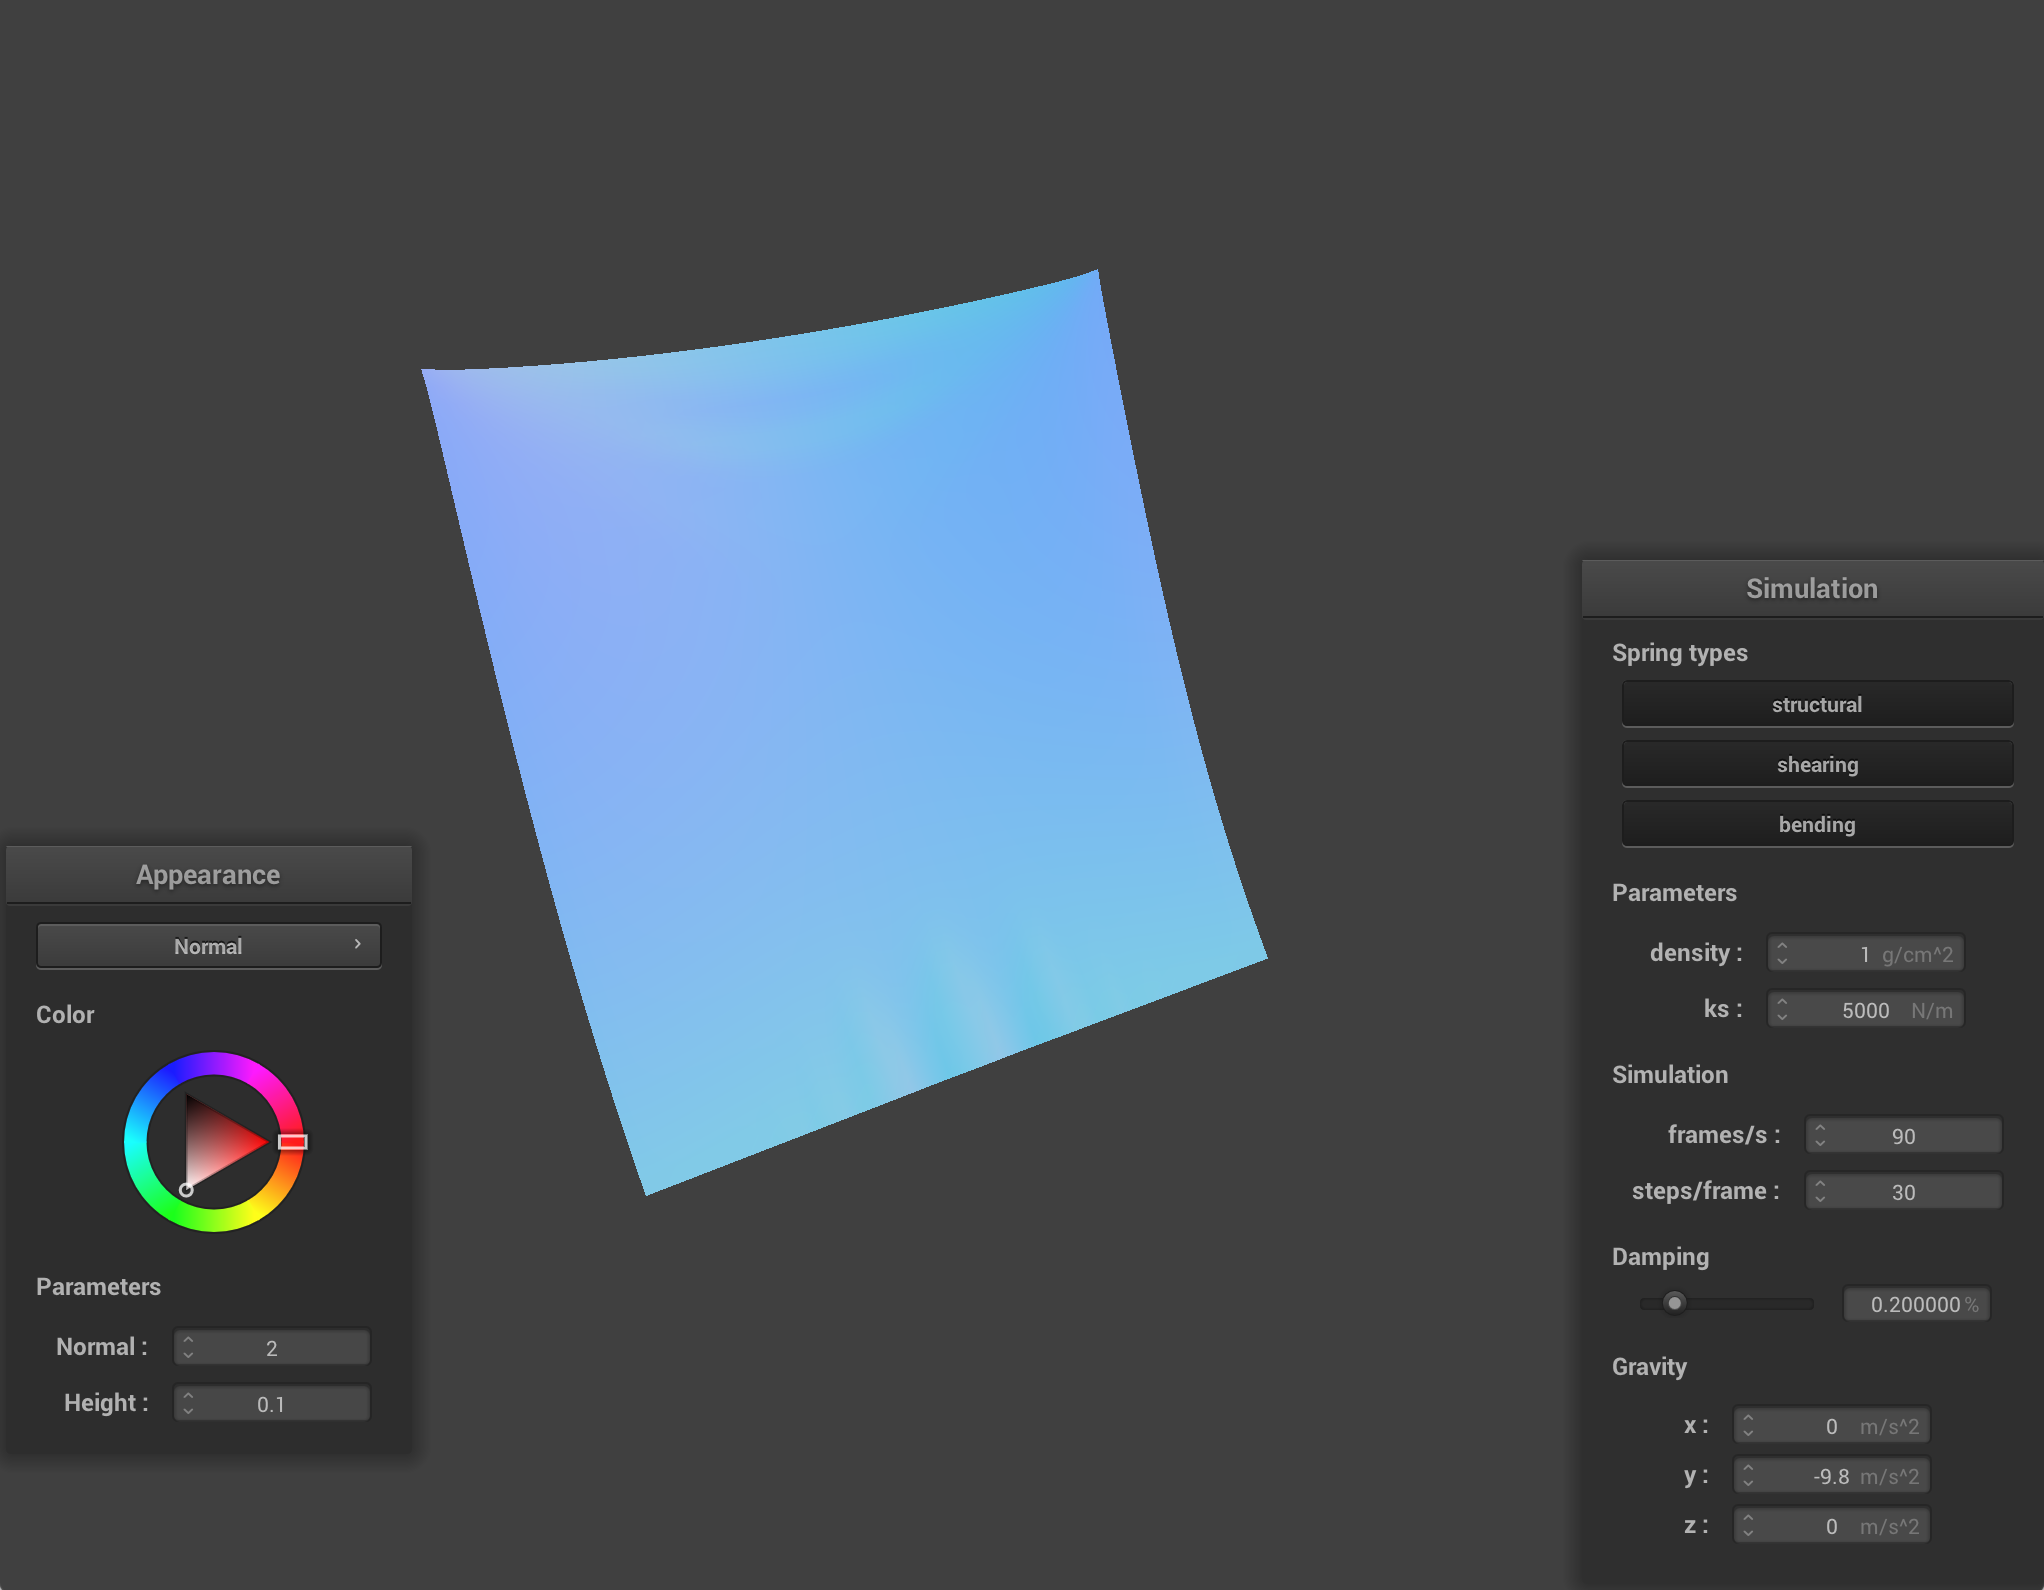 Simulation
Spring types
structural
shearing
bending
Parameters
density : 1 g/cm^2
ks : 5000 N/m
Simulation
frames/s : 90
steps/frame : 30
Damping
0.200000 %
Gravity
x : 0 m/s^2
y : -9.8 m/s^2
z : 0 m/s^2
Appearance
Normal
Color
Parameters
Normal : 2
Height : 0.1